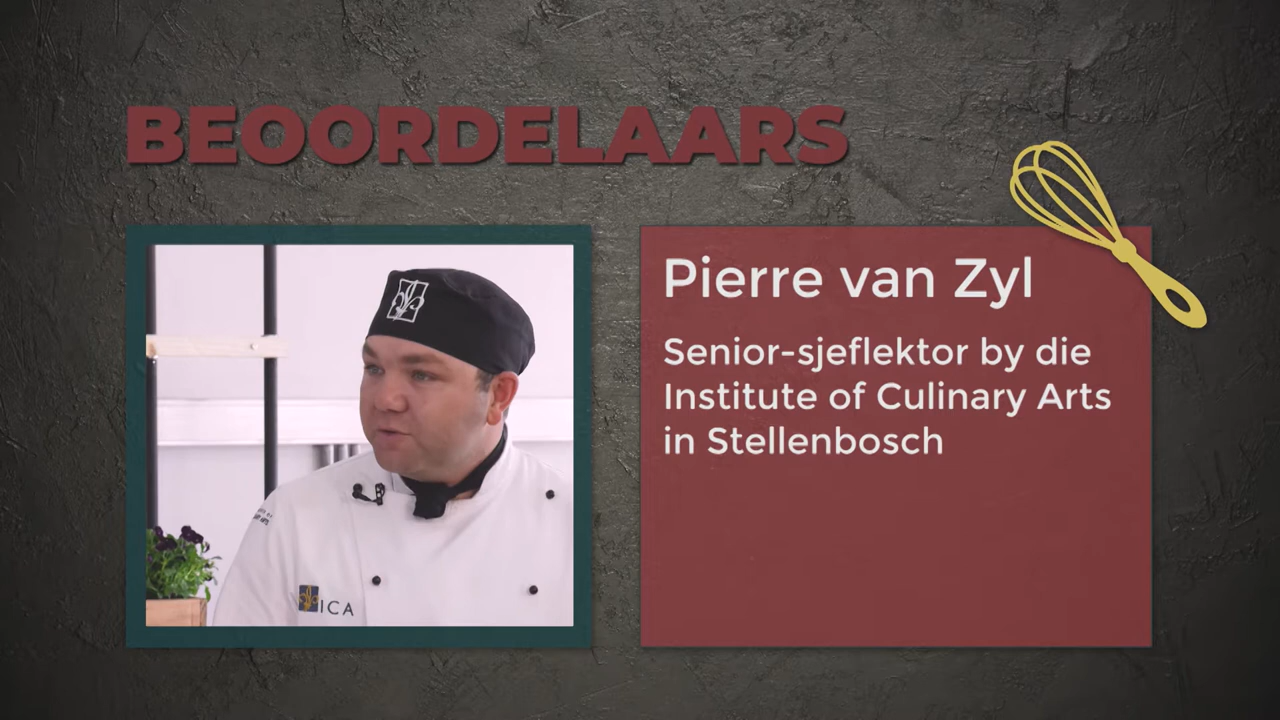 BEOORDELAARS
Pierre van Zyl
Senior-sjeflektor by die
Institute of Culinary Arts
in Stellenbosch
ICA